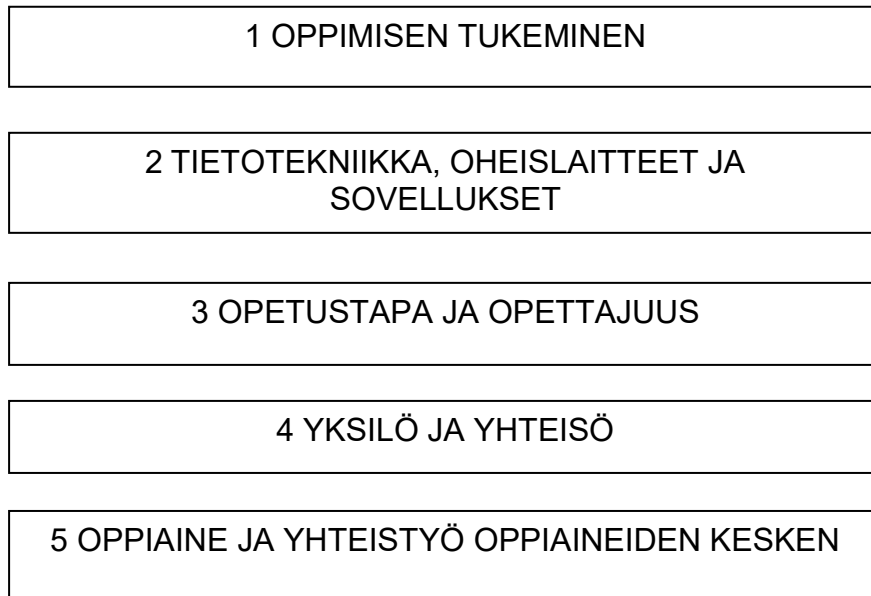 1 OPPIMISEN TUKEMINEN
2 TIETOTEKNIIKKA, OHEISLAITTEET JA
SOVELLUKSET
3 OPETUSTAPA JA OPETTAJUUS
4 YKSILÖ JA YHTEISÖ
5 OPPIAINE JA YHTEISTYÖ OPPIAINEIDEN KESKEN